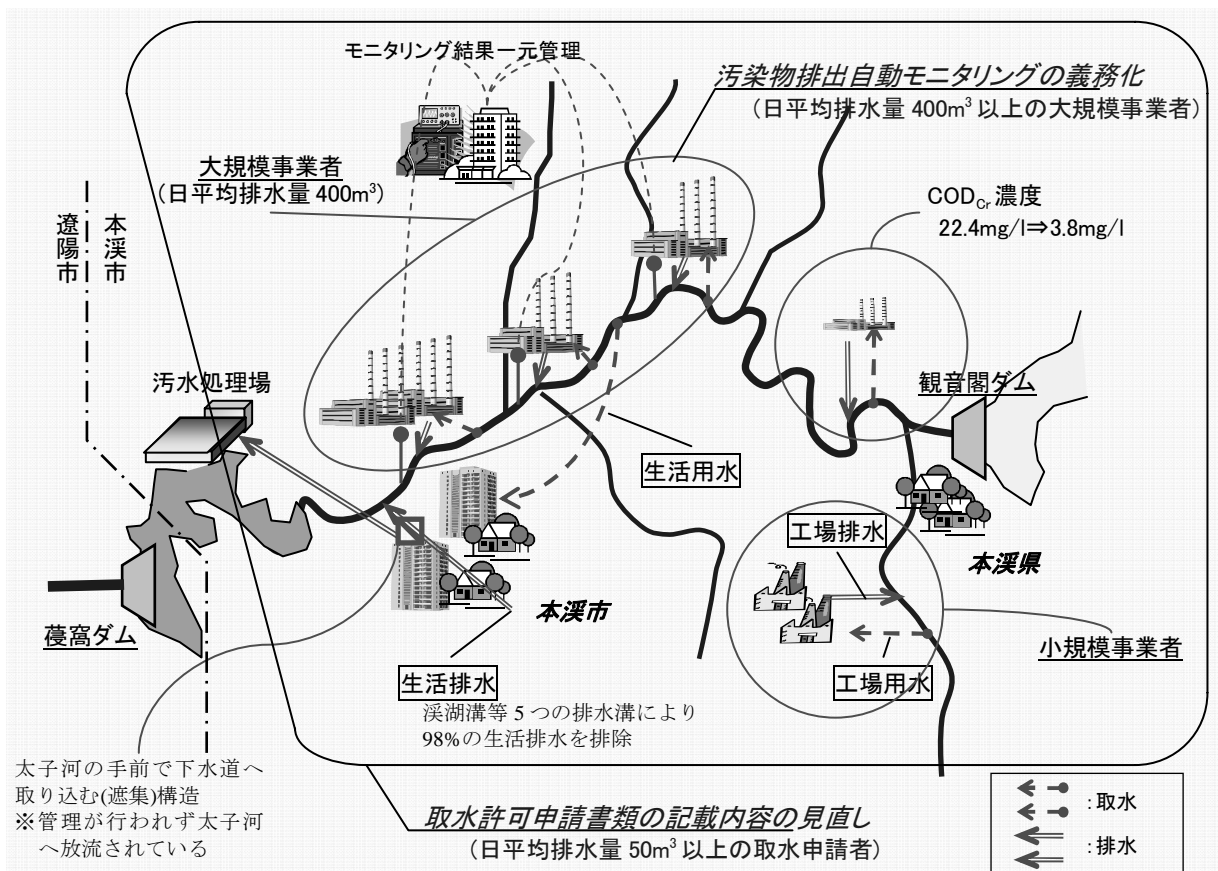 モニタリング結果一元管理
汚染物排出自動モニタリングの義務化
(日平均排水量 400m³以上の大規模事業者)
大規模事業者
(日平均排水量 400m³)
COD_Cr 濃度
22.4mg/l⇒3.8mg/l
遼陽市
本渓市
汚水処理場
観音閣ダム
生活用水
工場排水
本渓県
本渓市
葠窩ダム
小規模事業者
生活排水
工場用水
渓湖溝等 5 つの排水溝により
98%の生活排水を排除
太子河の手前で下水道へ
取り込む(遮集)構造
※管理が行われず太子河
へ放流されている
取水許可申請書類の記載内容の見直し
(日平均排水量 50m³以上の取水申請者)
:取水
:排水